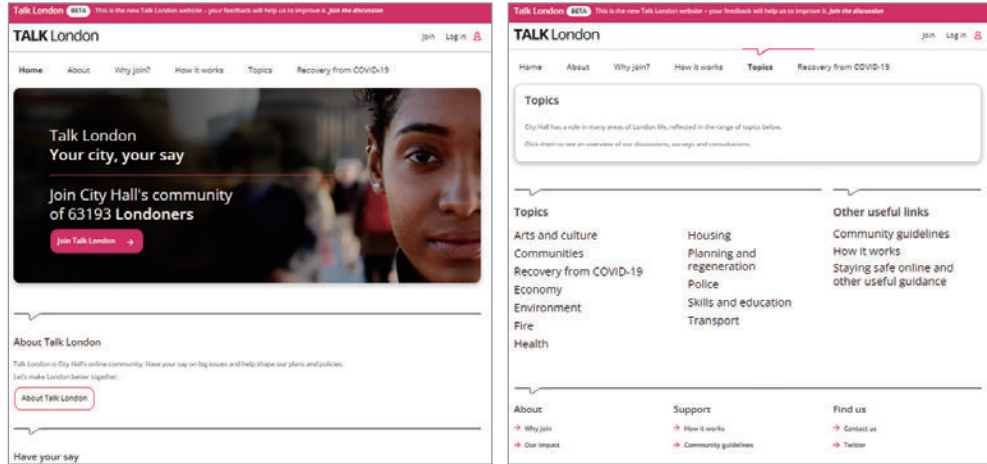 Talk London BETA This is the new Talk London website – your feedback will help us to improve it. Join the discussion
TALK London
Join Log in
Home About Why join? How it works Topics Recovery from COVID-19
Talk London
Your city, your say
Join City Hall's community
of 63193 Londoners
Join Talk London →
About Talk London
Talk London is City Hall's online community. Have your say on big issues and help shape our plans and policies.
Let's make London better together.
About Talk London
Have your say
Talk London BETA This is the new Talk London website – your feedback will help us to improve it. Join the discussion
TALK London
Join Log in
Home About Why join? How it works Topics Recovery from COVID-19
Topics
City Hall has a role in many areas of London life, reflected in the range of topics below.
Click them to see an overview of our discussions, surveys and consultations.
Topics
Arts and culture
Communities
Recovery from COVID-19
Economy
Environment
Fire
Health
Housing
Planning and
regeneration
Police
Skills and education
Transport
Other useful links
Community guidelines
How it works
Staying safe online and
other useful guidance
About
→ Why join
→ Our impact
Support
→ How it works
→ Community guidelines
Find us
→ Contact us
→ Twitter